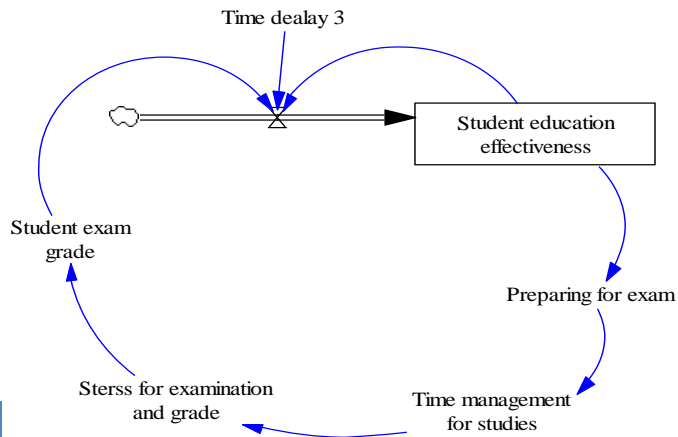 Time dealay 3
Student education
effectiveness
Student exam
grade
Preparing for exam
Sterss for examination
and grade
Time management
for studies